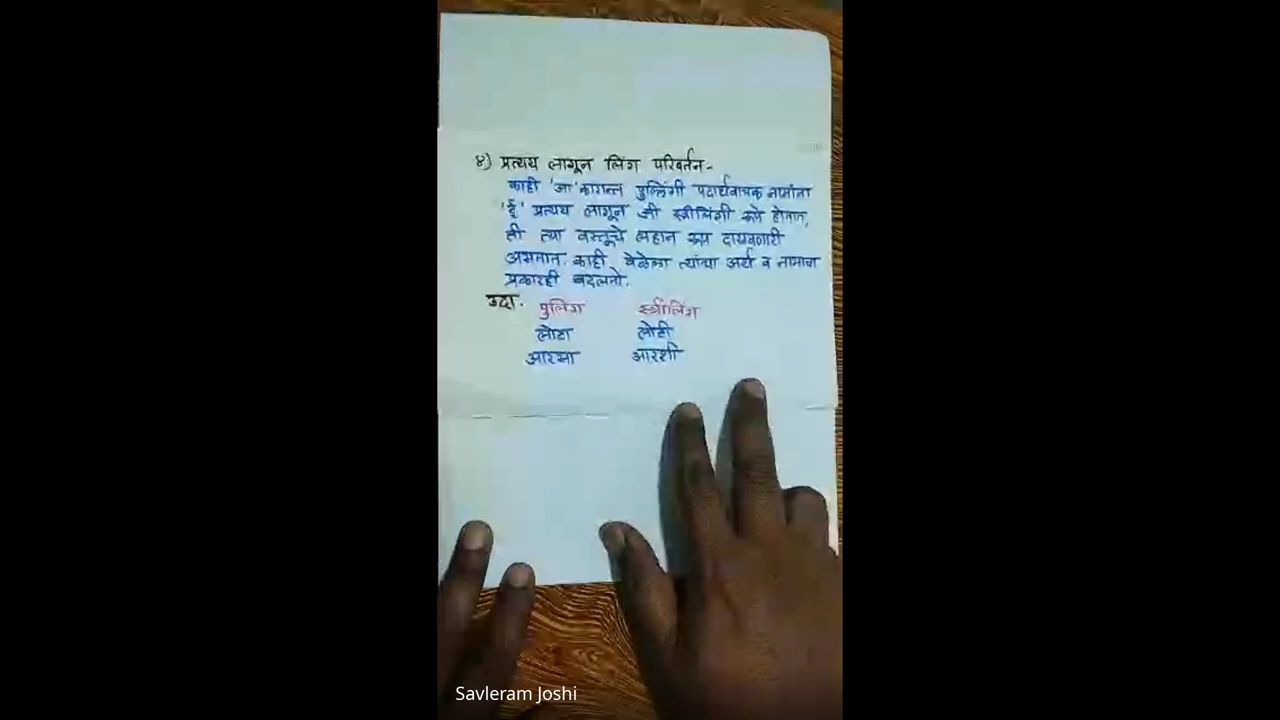 ४) प्रत्यय लागून लिंग परिवर्तन-
काही 'आ'कारान्त पुल्लिंगी पदार्थवाचक नामांना
'ई' प्रत्यय लागून जी स्त्रीलिंगी रूपे होतात,
ती त्या वस्तूचे लहान रूप दाखवणारी
असतात. काही वेळेला त्यांचा अर्थ व नामाचा
प्रकारही बदलतो.
उदा. पुलिंग स्त्रीलिंग
लोटा लोटी
आरसा आरशी
Savleram Joshi